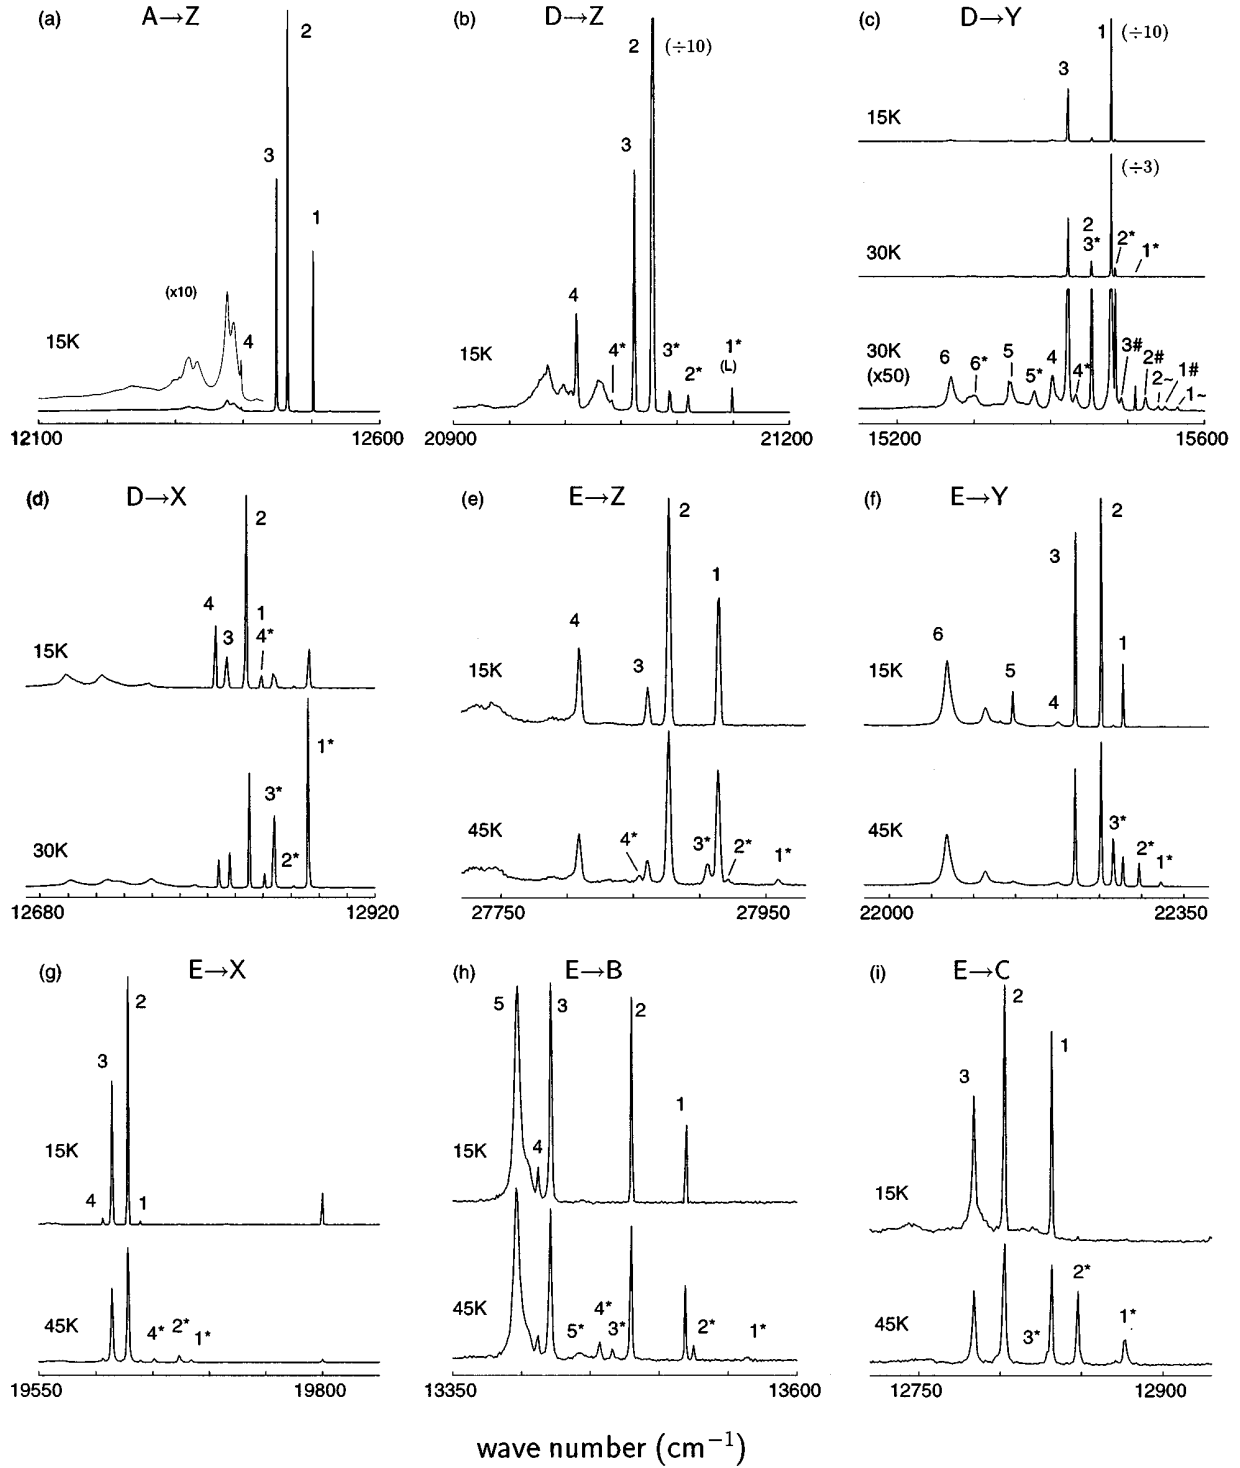 (a) A→Z
2
1
3
(x10)
15K
4
12100 12600
(b) D→Z
2 (÷10)
3
4
15K
4*
3*
2*
1*
(L)
20900 21200
(c) D→Y
1 (÷10)
3
15K
(÷3)
2
3*
2*
1*
30K
30K
(x50)
6
6*
5
5*
4
4*
3#
2#
2~
1#
1~
15200 15600
(d) D→X
2
4
3
1
4*
15K
1*
3*
2*
30K
12680 12920
(e) E→Z
2
1
4
3
15K
45K
4*
3*
2*
1*
27750 27950
(f) E→Y
2
3
6
5
4
1
15K
45K
3*
2*
1*
22000 22350
(g) E→X
2
3
15K
4
1
45K
4*
2*
1*
19550 19800
(h) E→B
5
3
2
1
4
15K
45K
5*
4*
3*
2*
1*
13350 13600
(i) E→C
2
1
3
15K
2*
45K
3*
1*
12750 12900
wave number (cm⁻¹)